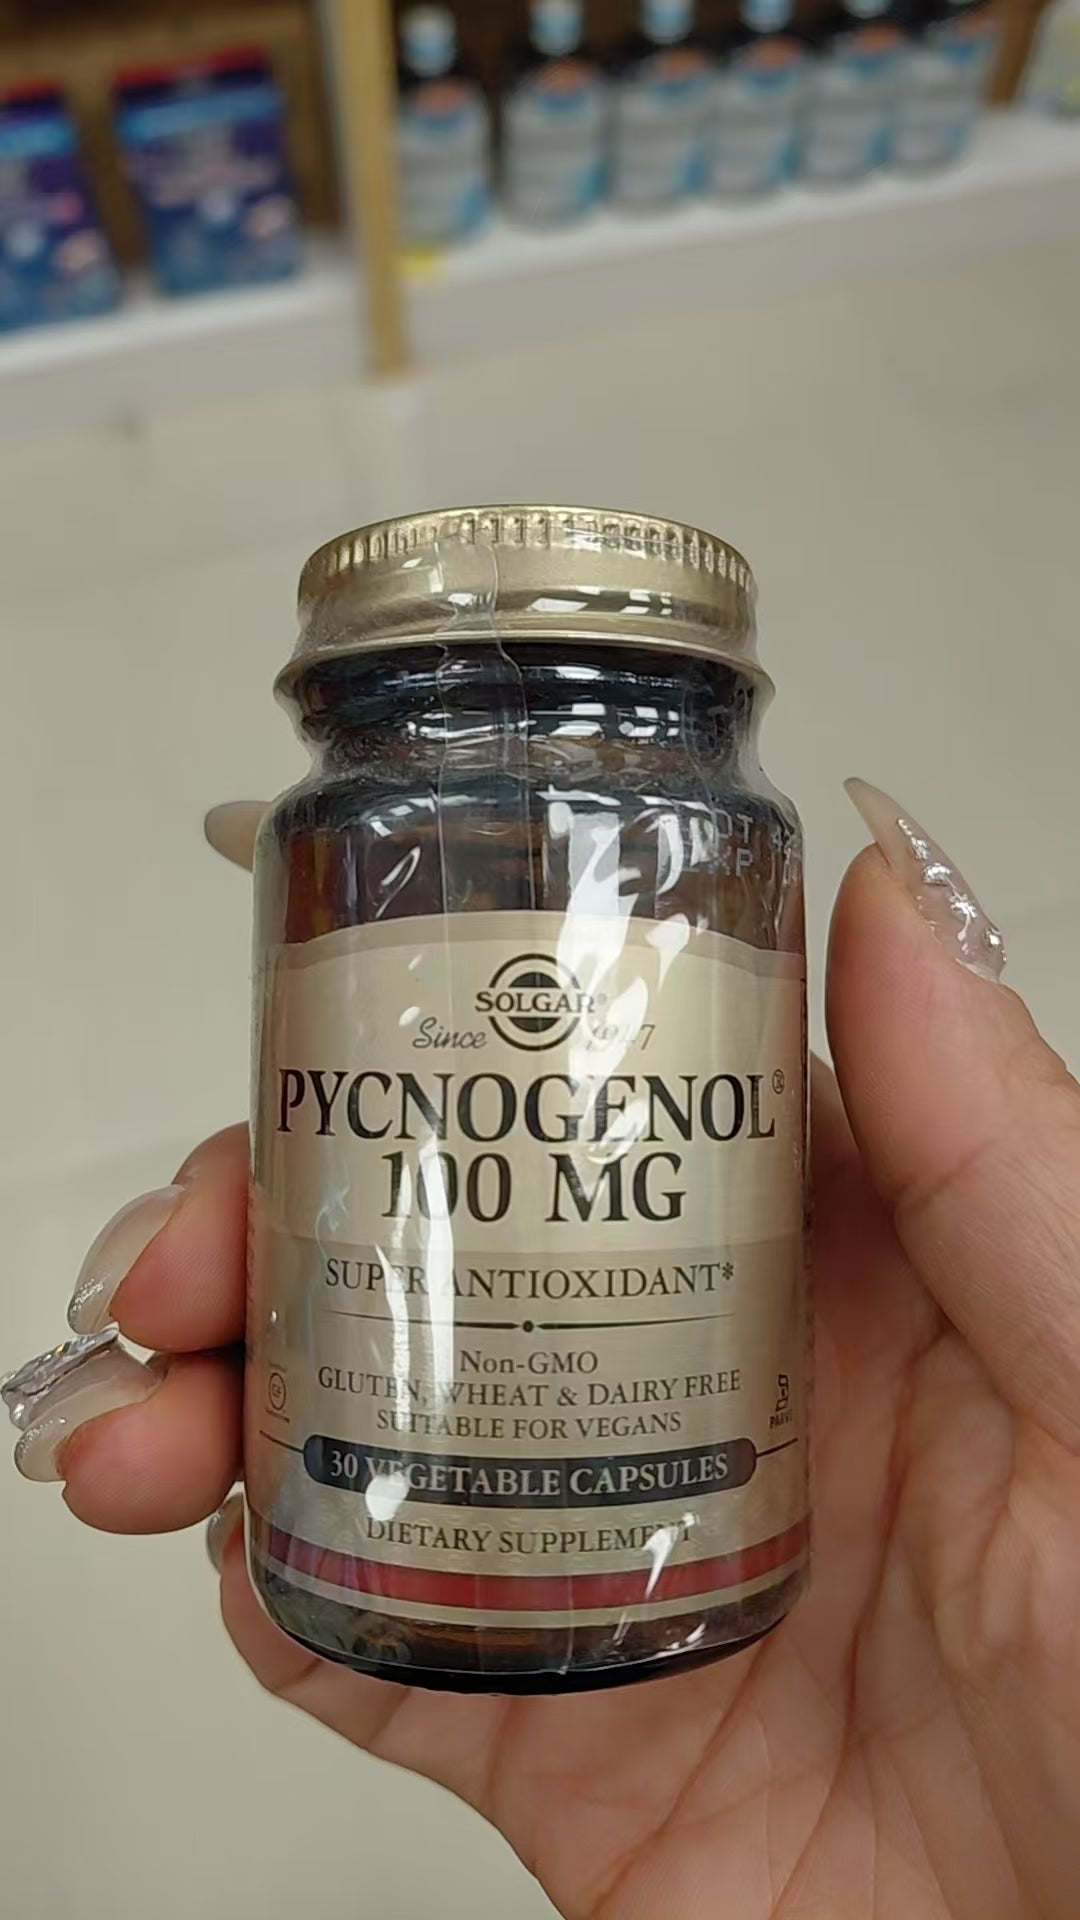 SOLGAR®
Since 1947
PYCNOGENOL®
100 MG
SUPER ANTIOXIDANT*
Non-GMO
GLUTEN, WHEAT & DAIRY FREE
SUITABLE FOR VEGANS
GF
30 VEGETABLE CAPSULES
DIETARY SUPPLEMENT